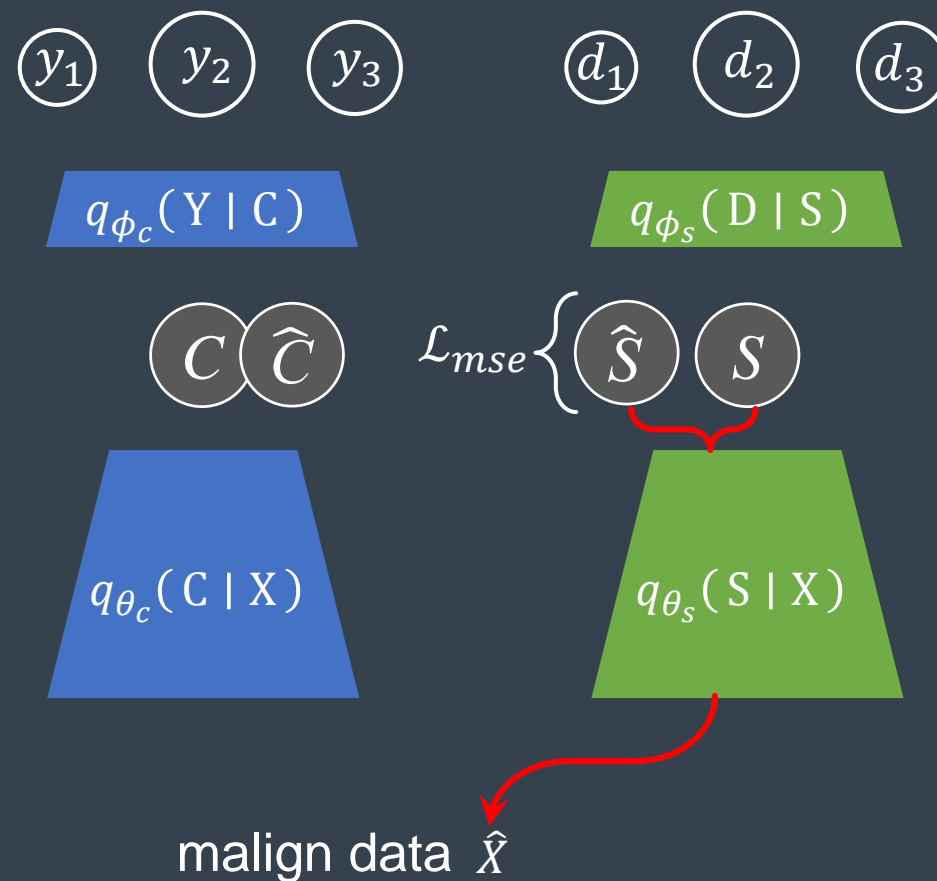 y₁ y₂ y₃ d₁ d₂ d₃
q_{ϕ_c}(Y | C) q_{ϕ_s}(D | S)
C Ĉ ℒ_{mse} Ŝ S
q_{θ_c}(C | X) q_{θ_s}(S | X)
malign data X̂